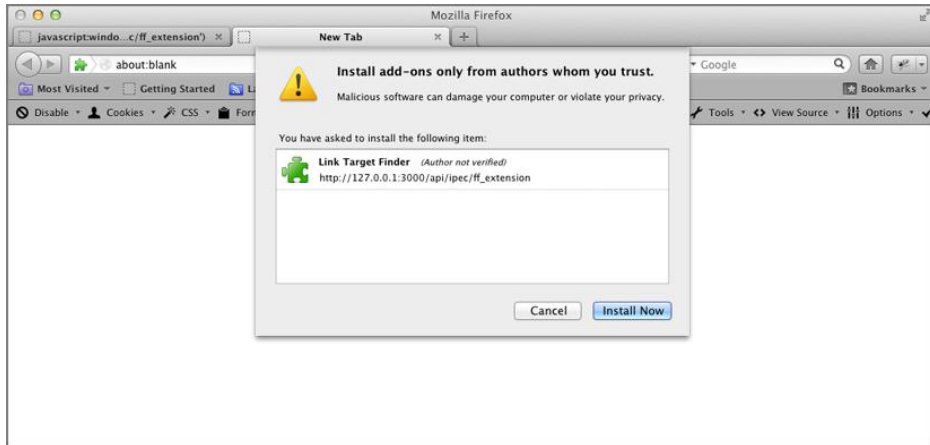 Mozilla Firefox
javascript:windo...c/ff_extension')
New Tab
about:blank
Google
Most Visited
Getting Started
Bookmarks
Disable
Cookies
CSS
Tools
View Source
Options
Install add-ons only from authors whom you trust.
Malicious software can damage your computer or violate your privacy.
You have asked to install the following item:
Link Target Finder (Author not verified)
http://127.0.0.1:3000/api/ipec/ff_extension
Cancel
Install Now